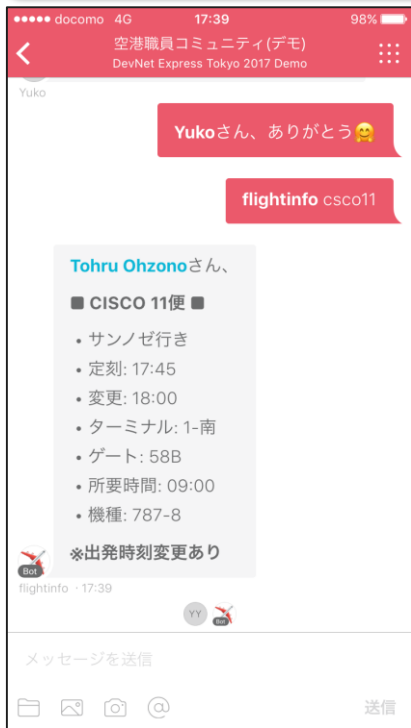 docomo 4G 17:39 98%
空港職員コミュニティ(デモ)
DevNet Express Tokyo 2017 Demo
Yuko
Yukoさん、ありがとう🤗
flightinfo csco11
Tohru Ohzonoさん、
■ CISCO 11便 ■
• サンノゼ行き
• 定刻: 17:45
• 変更: 18:00
• ターミナル: 1-南
• ゲート: 58B
• 所要時間: 09:00
• 機種: 787-8
※出発時刻変更あり
Bot
flightinfo · 17:39
YY Bot
メッセージを送信
@ 送信